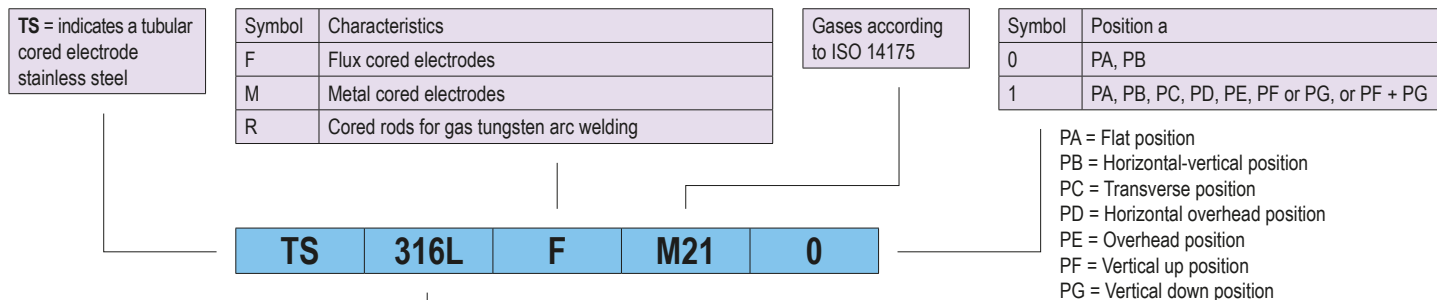 TS = indicates a tubular
cored electrode
stainless steel
Symbol Characteristics
F Flux cored electrodes
M Metal cored electrodes
R Cored rods for gas tungsten arc welding
Gases according
to ISO 14175
Symbol Position a
0 PA, PB
1 PA, PB, PC, PD, PE, PF or PG, or PF + PG
PA = Flat position
PB = Horizontal-vertical position
PC = Transverse position
PD = Horizontal overhead position
PE = Overhead position
PF = Vertical up position
PG = Vertical down position
TS 316L F M21 0